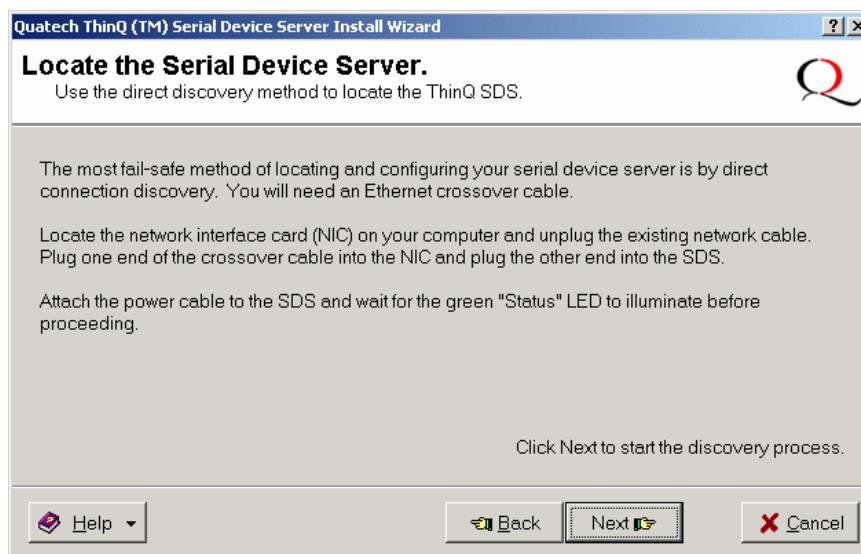 Quatech ThinQ (TM) Serial Device Server Install Wizard
Locate the Serial Device Server.
Use the direct discovery method to locate the ThinQ SDS.
The most fail-safe method of locating and configuring your serial device server is by direct
connection discovery. You will need an Ethernet crossover cable.
Locate the network interface card (NIC) on your computer and unplug the existing network cable.
Plug one end of the crossover cable into the NIC and plug the other end into the SDS.
Attach the power cable to the SDS and wait for the green "Status" LED to illuminate before
proceeding.
Click Next to start the discovery process.
Help
Back
Next
Cancel